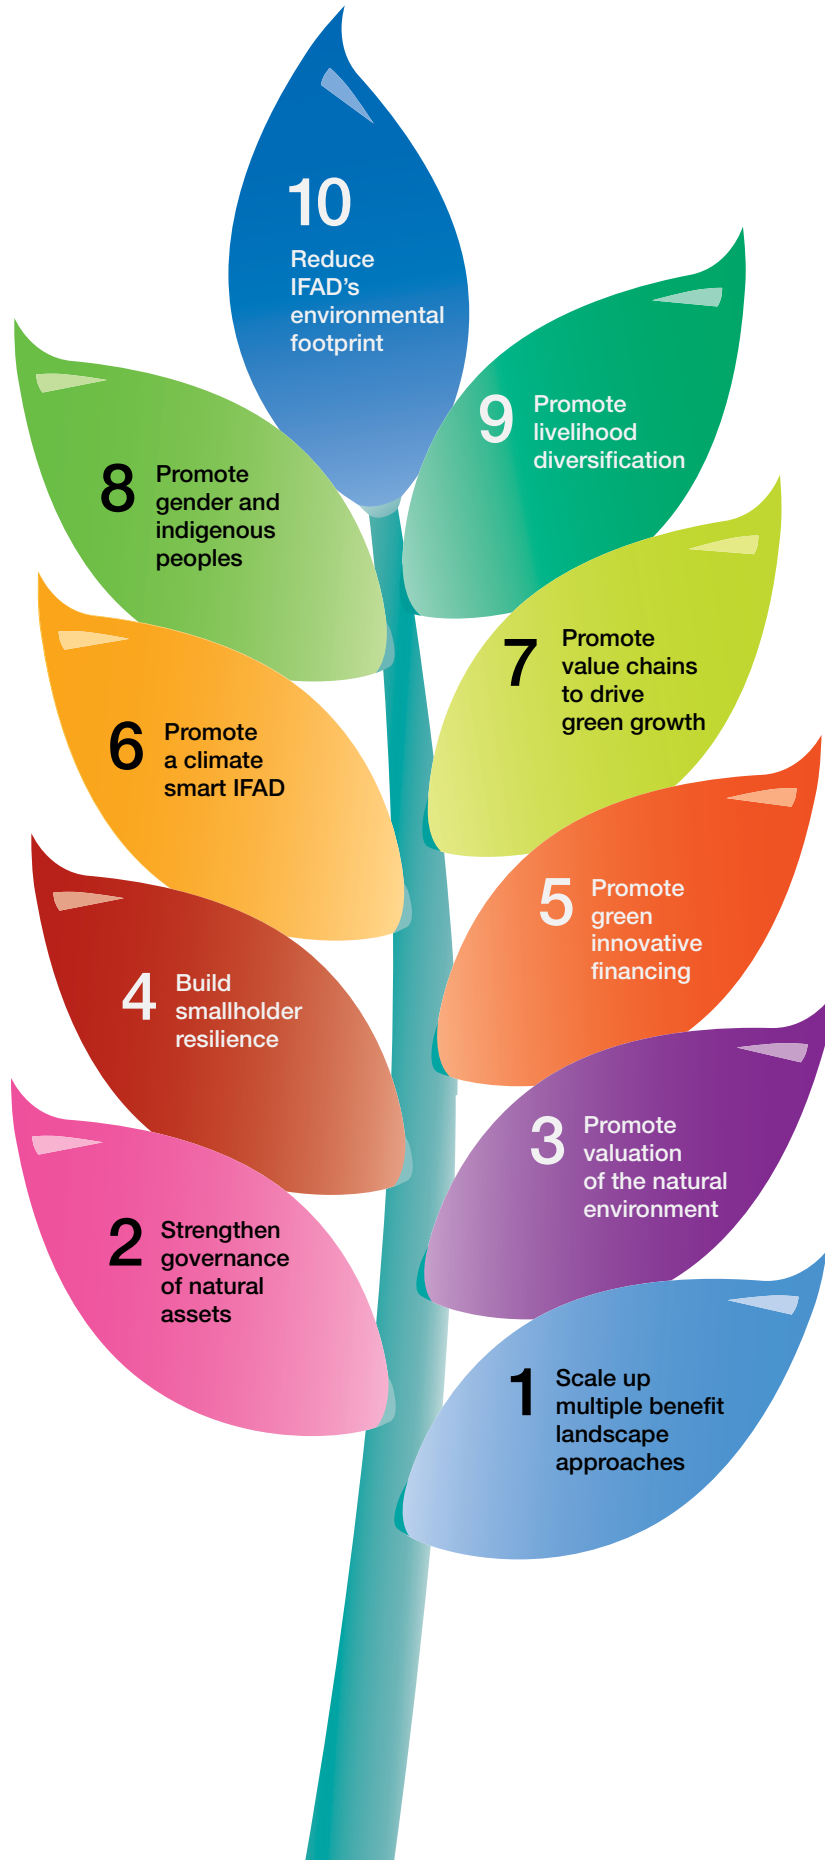 10
Reduce
IFAD's
environmental
footprint
9
Promote
livelihood
diversification
8
Promote
gender and
indigenous
peoples
7
Promote
value chains
to drive
green growth
6
Promote
a climate
smart IFAD
5
Promote
green
innovative
financing
4
Build
smallholder
resilience
3
Promote
valuation
of the natural
environment
2
Strengthen
governance
of natural
assets
1
Scale up
multiple benefit
landscape
approaches